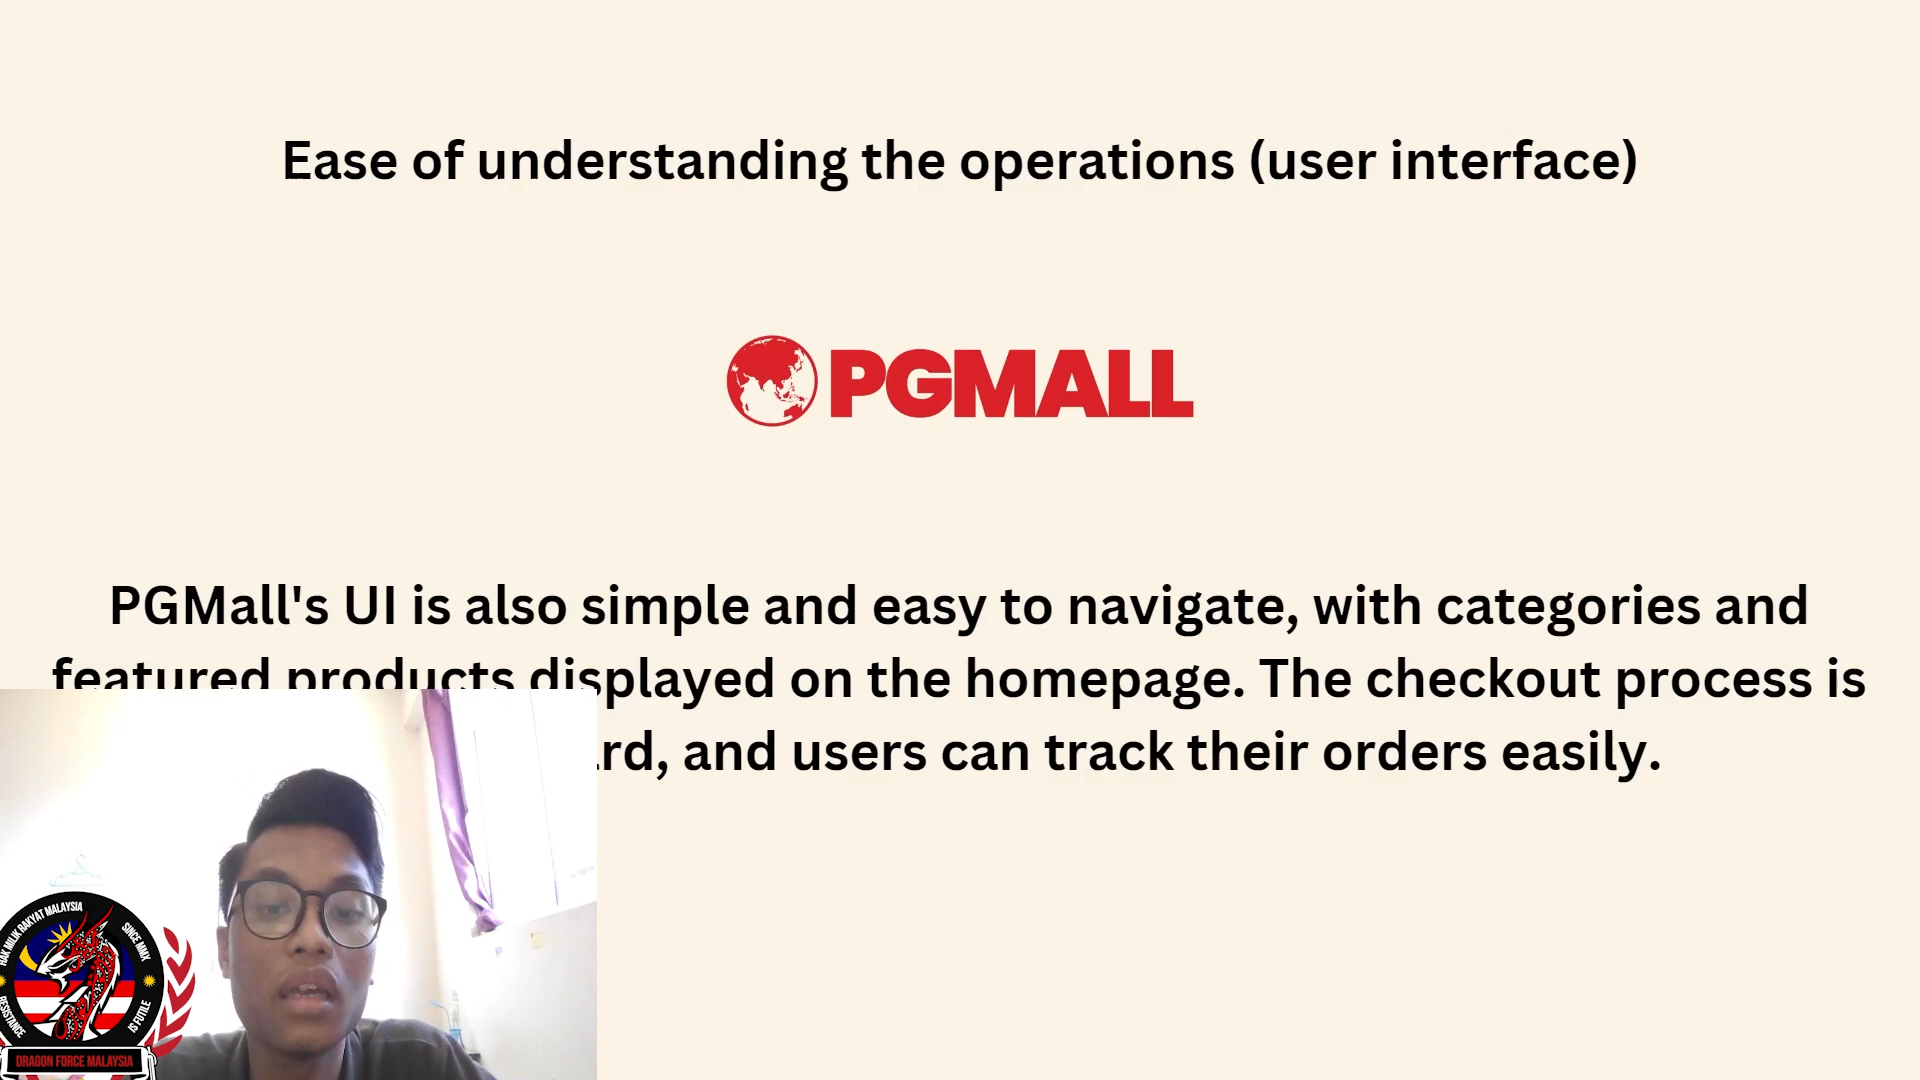 Ease of understanding the operations (user interface)
PGMALL
PGMall's UI is also simple and easy to navigate, with categories and
featured products displayed on the homepage. The checkout process is
rd, and users can track their orders easily.
HAK MILIK RAKYAT MALAYSIA
SINCE MMX
RESISTANCE
IS FUTILE
DRAGON FORCE MALAYSIA